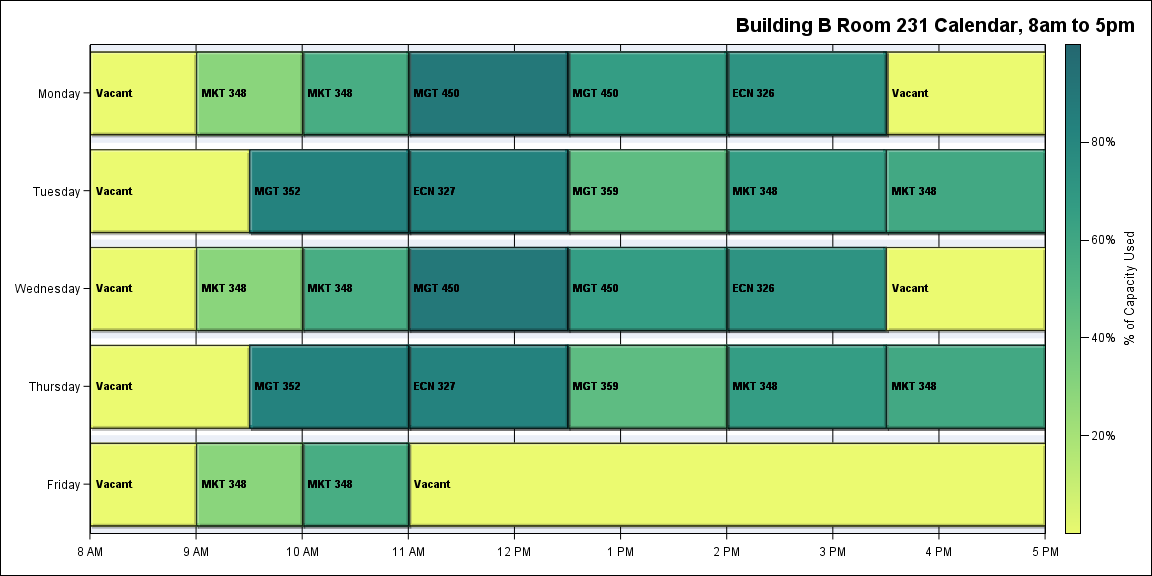 Building B Room 231 Calendar, 8am to 5pm
Monday
Vacant
MKT 348
MKT 348
MGT 450
MGT 450
ECN 326
Vacant
Tuesday
Vacant
MGT 352
ECN 327
MGT 359
MKT 348
MKT 348
Wednesday
Vacant
MKT 348
MKT 348
MGT 450
MGT 450
ECN 326
Vacant
Thursday
Vacant
MGT 352
ECN 327
MGT 359
MKT 348
MKT 348
Friday
Vacant
MKT 348
MKT 348
Vacant
8 AM
9 AM
10 AM
11 AM
12 PM
1 PM
2 PM
3 PM
4 PM
5 PM
80%
60%
40%
20%
% of Capacity Used